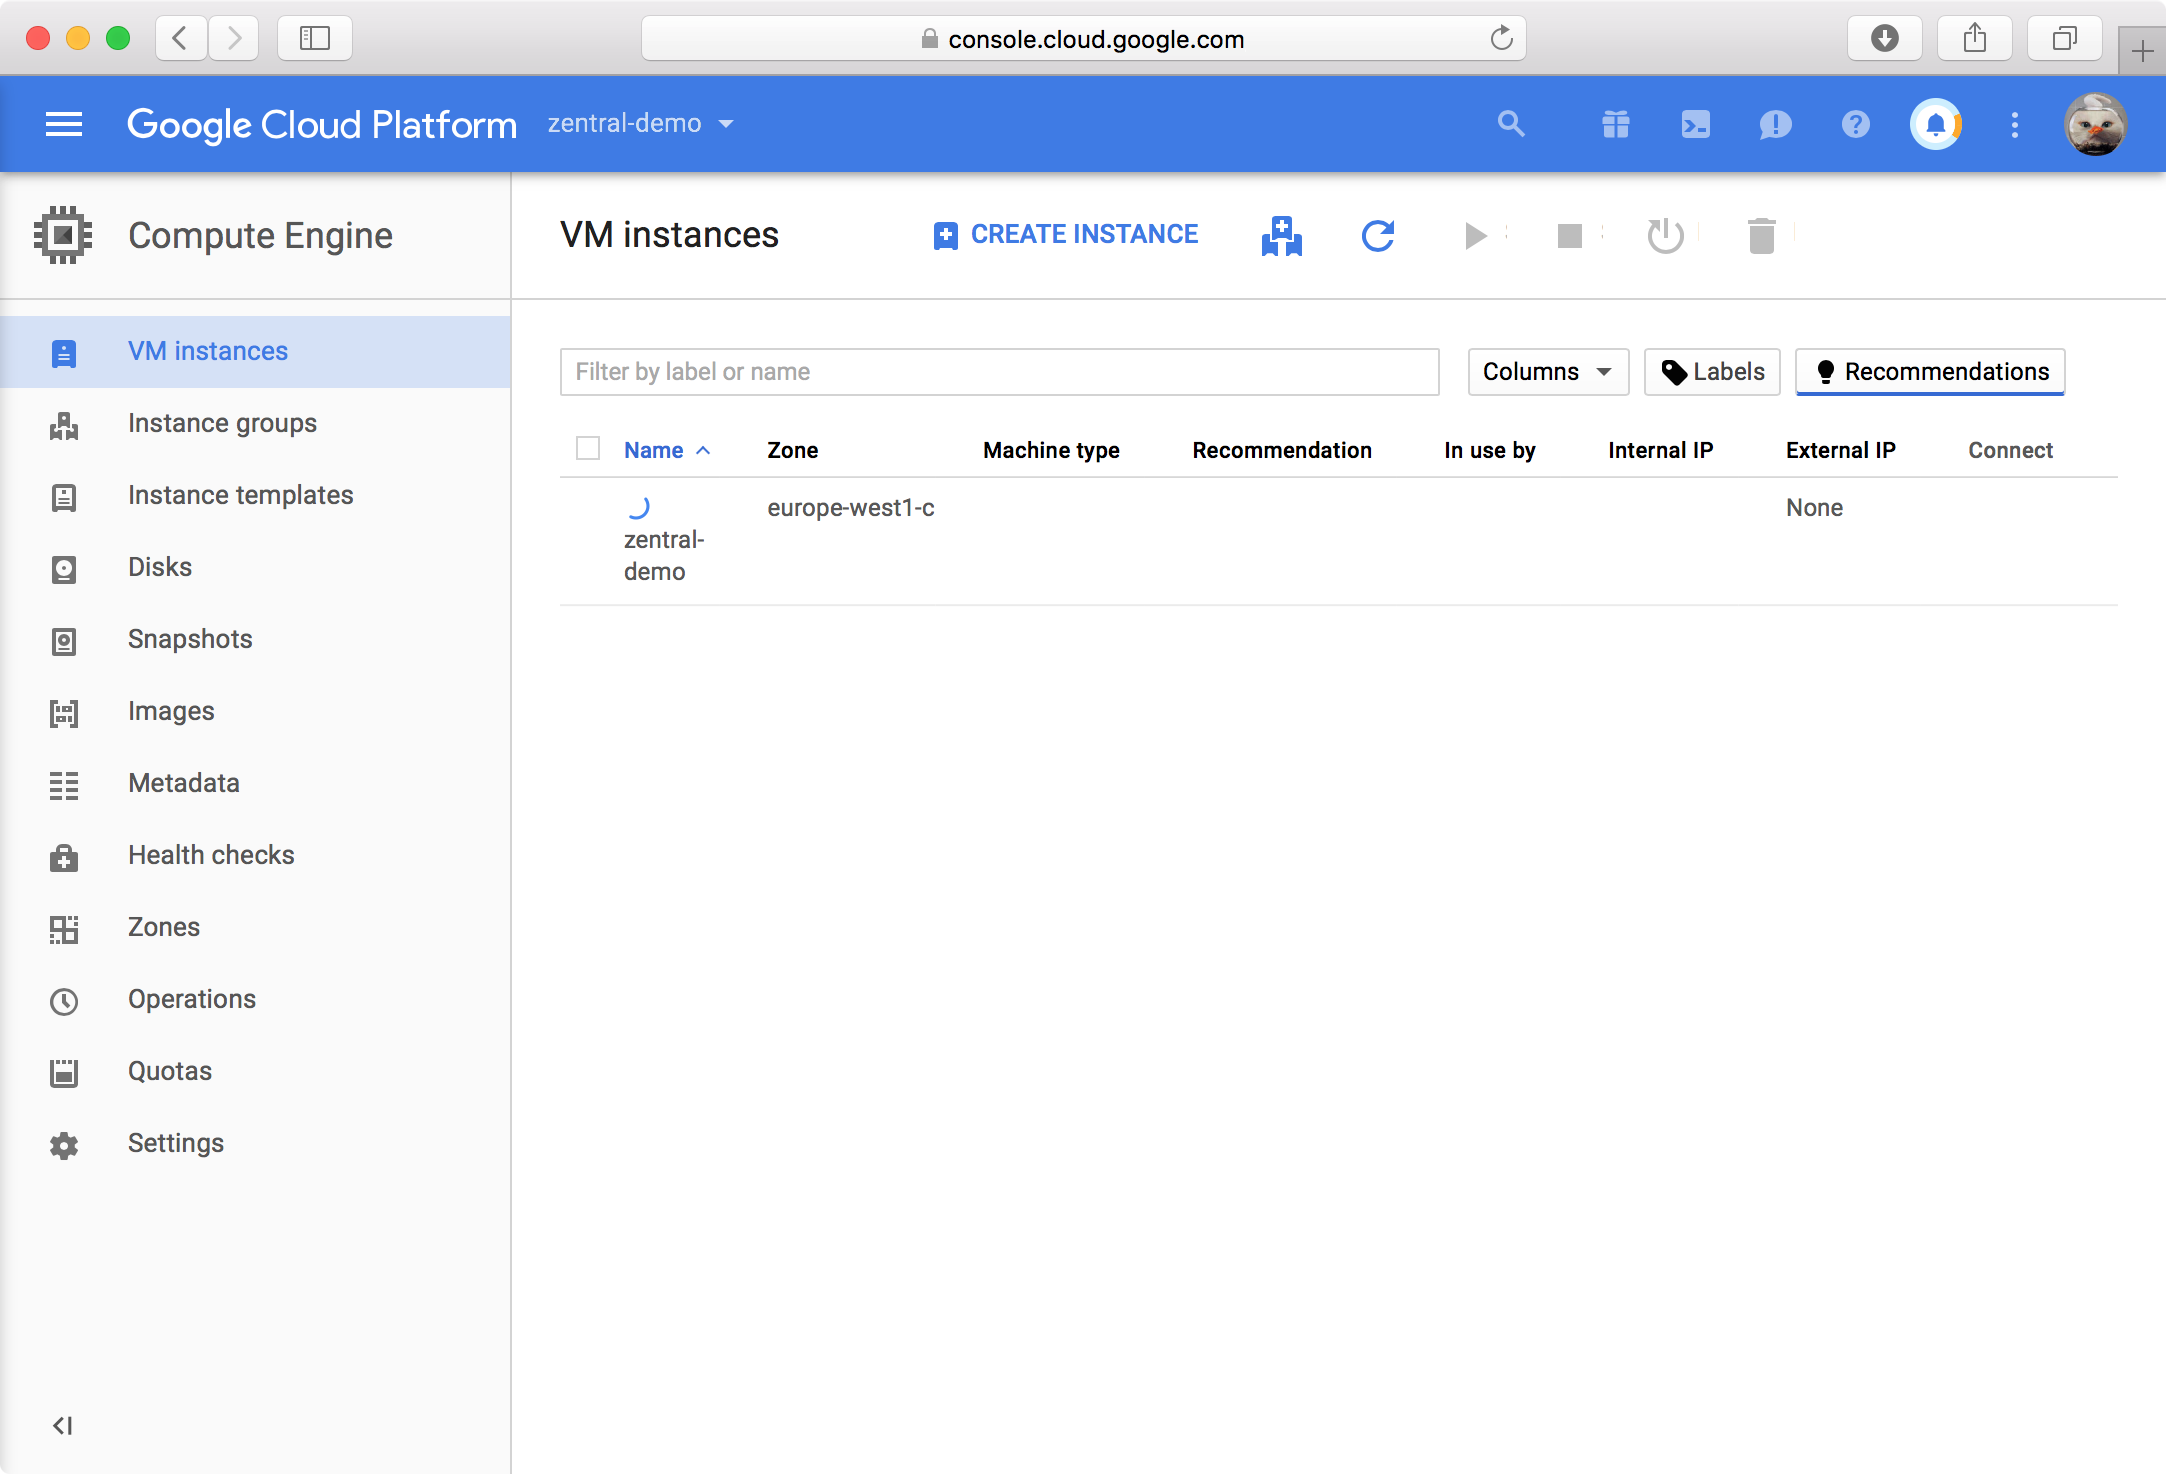 console.cloud.google.com
Google Cloud Platform zentral-demo
Compute Engine
VM instances
Instance groups
Instance templates
Disks
Snapshots
Images
Metadata
Health checks
Zones
Operations
Quotas
Settings
VM instances CREATE INSTANCE
Filter by label or name Columns Labels Recommendations
Name Zone Machine type Recommendation In use by Internal IP External IP Connect
europe-west1-c None
zentral-
demo